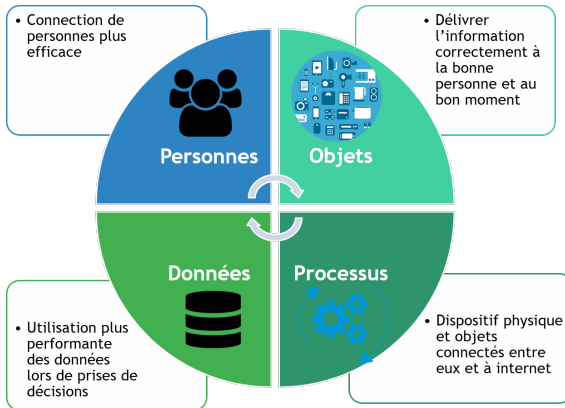 • Connection de
personnes plus
efficace
• Délivrer
l'information
correctement à
la bonne
personne et au
bon moment
Personnes
Objets
Données
Processus
• Utilisation plus
performante
des données
lors de prises de
décisions
• Dispositif physique
et objets
connectés entre
eux et à internet